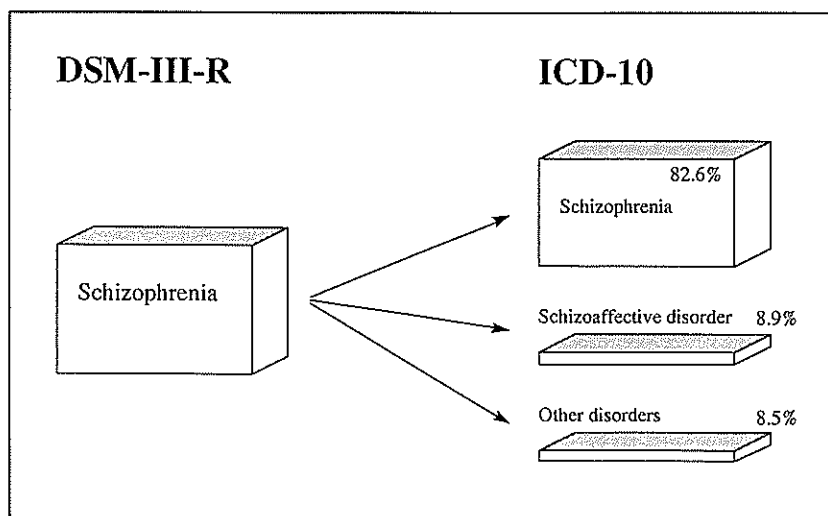 DSM-III-R
ICD-10
82.6%
Schizophrenia
Schizophrenia
Schizoaffective disorder 8.9%
Other disorders 8.5%